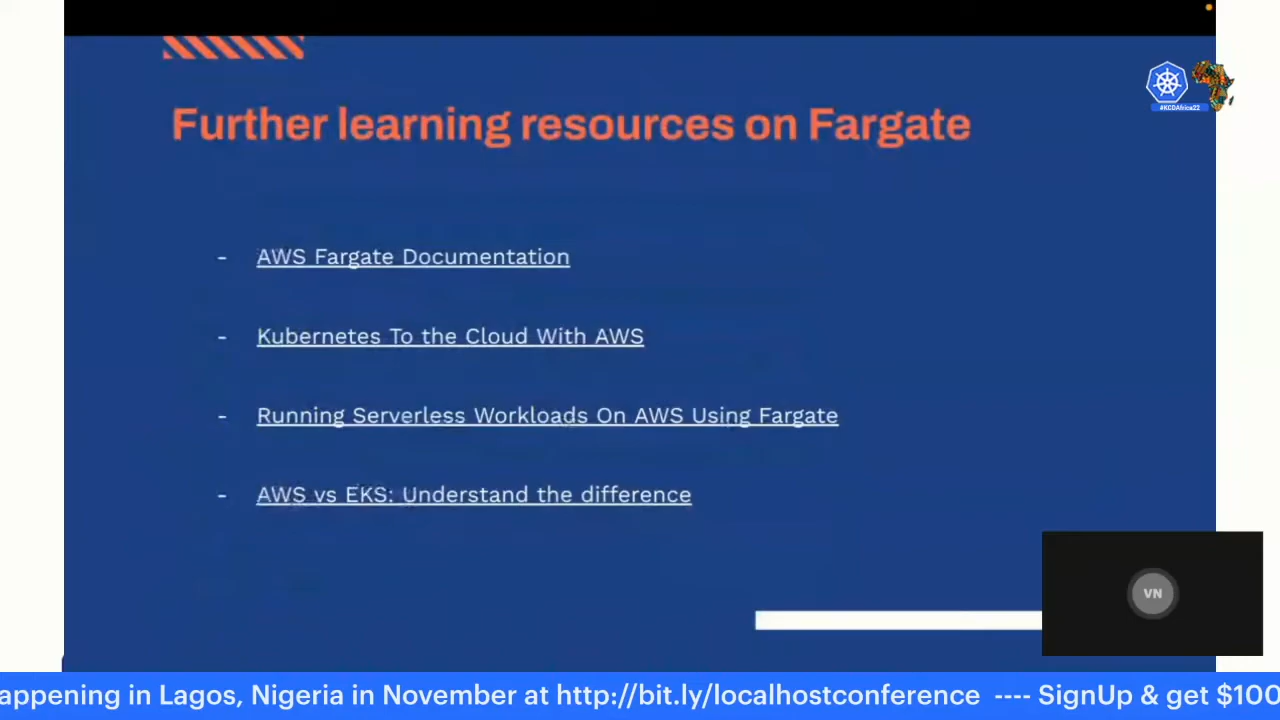 #KCDAfrica22
Further learning resources on Fargate
- AWS Fargate Documentation
- Kubernetes To the Cloud With AWS
- Running Serverless Workloads On AWS Using Fargate
- AWS vs EKS: Understand the difference
VN
appening in Lagos, Nigeria in November at http://bit.ly/localhostconference ---- SignUp & get $100